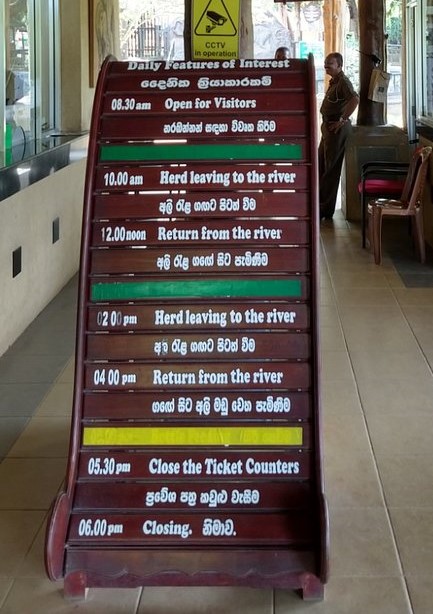 CCTV
in operation
Daily Features of Interest
දෛනික ක්‍රියාකාරකම්
08.30 am Open for Visitors
නරඹන්නන් සඳහා විවෘත කිරීම
10.00 am Herd leaving to the river
අලි රැළ ගඟට පිටත් වීම
12.00 noon Return from the river
අලි රැළ ගඟේ සිට පැමිණීම
02 00 pm Herd leaving to the river
අලි රැළ ගඟට පිටත් වීම
04 00 pm Return from the river
ගඟේ සිට අලි මඩු වෙත පැමිණීම
05.30 pm Close the Ticket Counters
ප්‍රවේශ පත්‍ර කවුළු වැසීම
06.00 pm Closing. නිමාව.